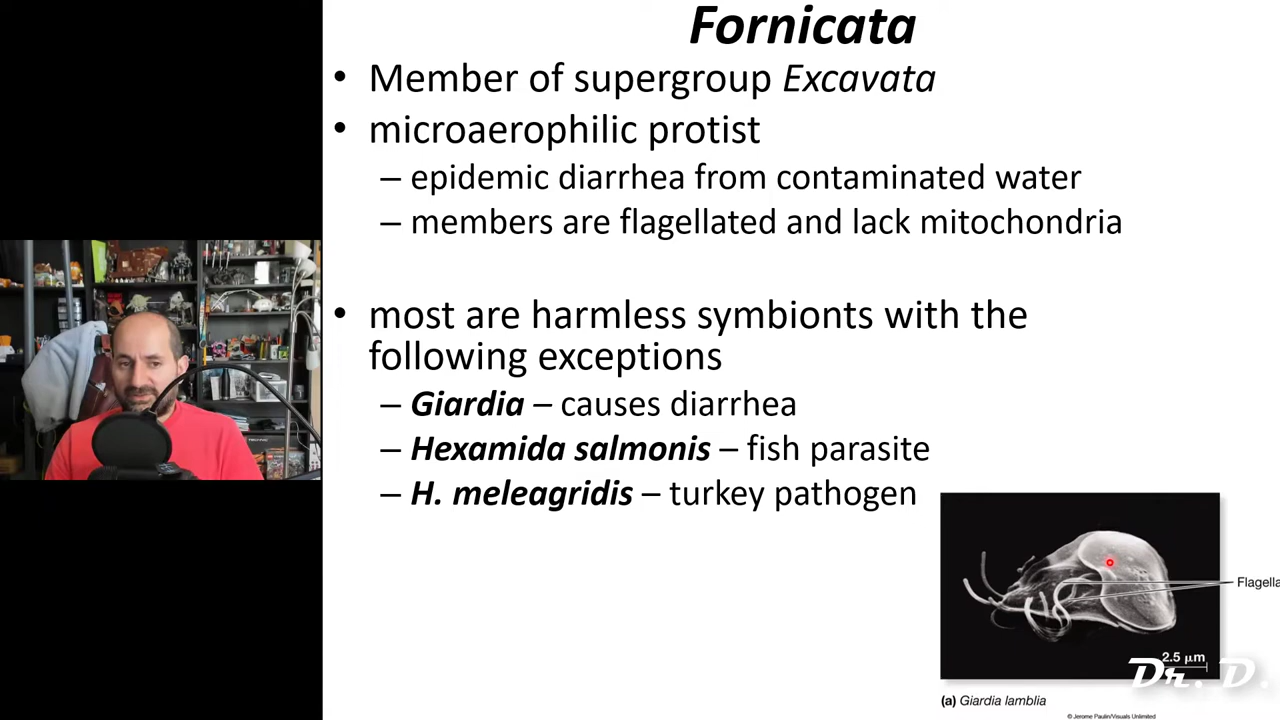 Fornicata
• Member of supergroup Excavata
• microaerophilic protist
– epidemic diarrhea from contaminated water
– members are flagellated and lack mitochondria
• most are harmless symbionts with the
following exceptions
– Giardia – causes diarrhea
– Hexamida salmonis – fish parasite
– H. meleagridis – turkey pathogen
Flagella
2.5 μm
Dr. D.
(a) Giardia lamblia
© Jerome Paulin/Visuals Unlimited